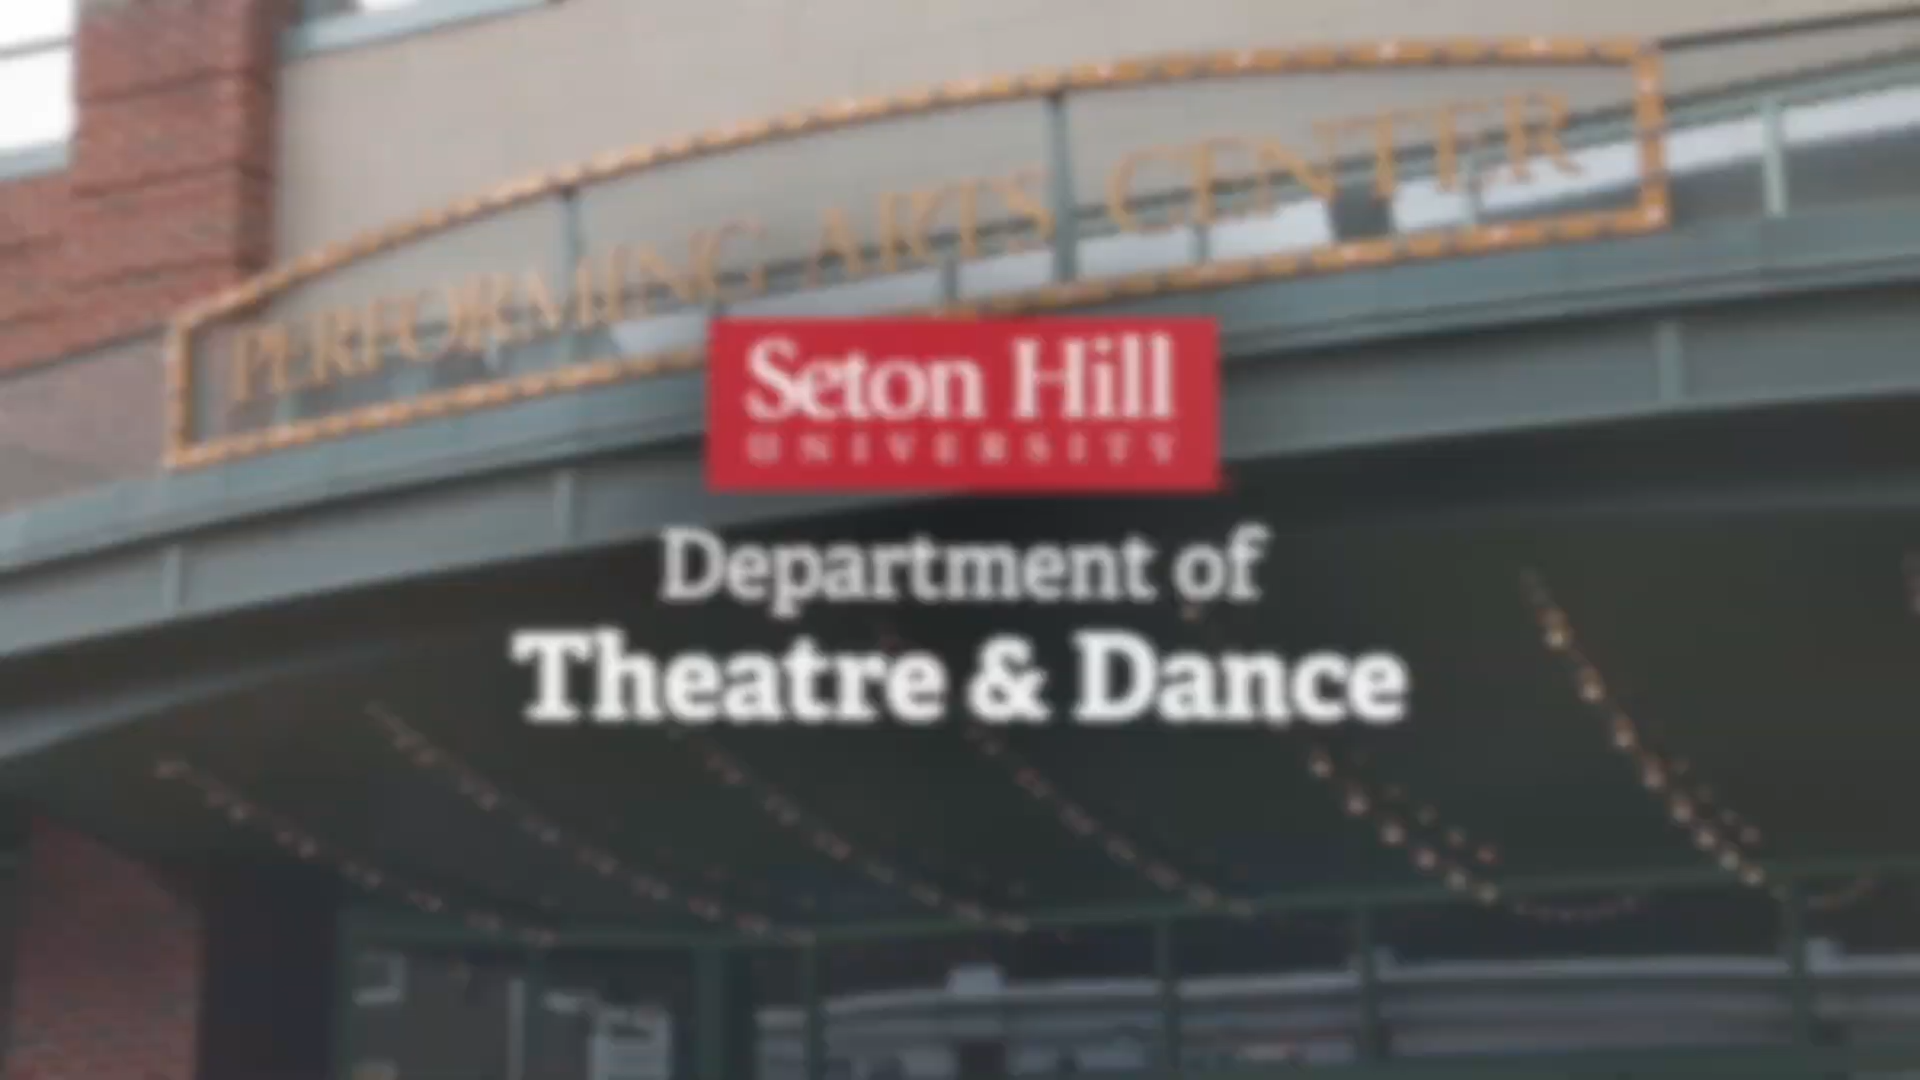 PERFORMING ARTS CENTER
Seton Hill
UNIVERSITY
Department of
Theatre & Dance